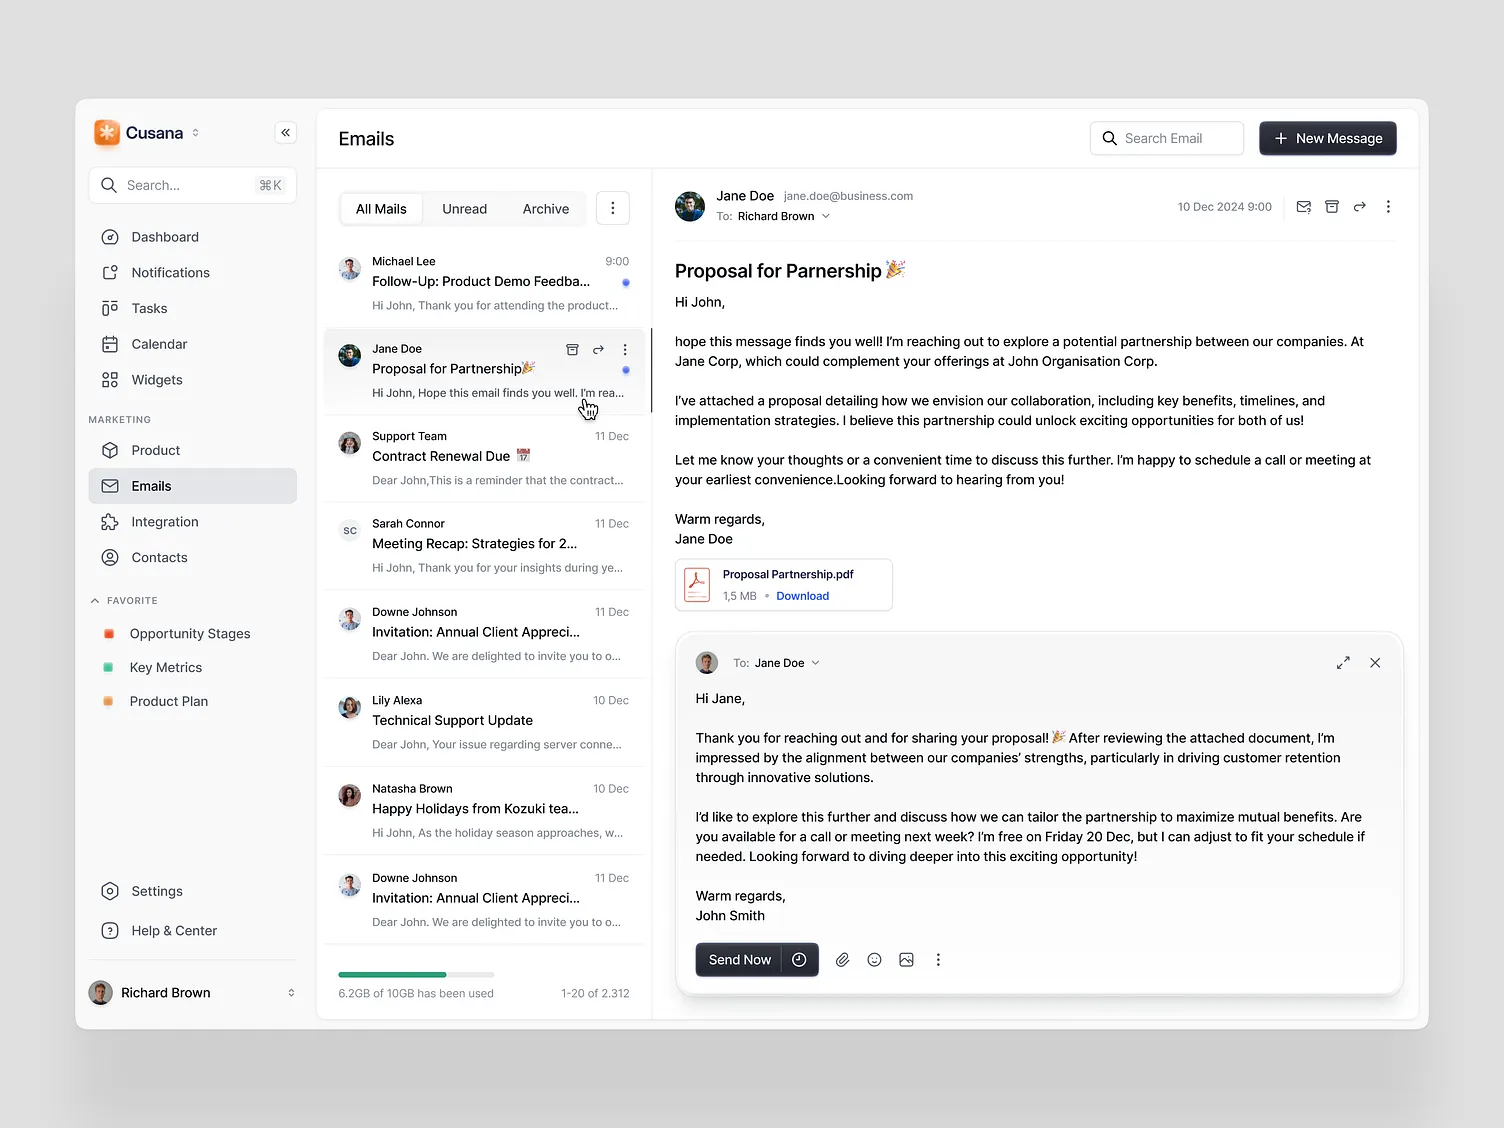 Cusana
Search...
⌘K
Dashboard
Notifications
Tasks
Calendar
Widgets
MARKETING
Product
Emails
Integration
Contacts
FAVORITE
Opportunity Stages
Key Metrics
Product Plan
Settings
Help & Center
Richard Brown
Emails
Search Email
+ New Message
All Mails
Unread
Archive
Michael Lee
9:00
Follow-Up: Product Demo Feedba...
Hi John, Thank you for attending the product...
Jane Doe
Proposal for Partnership🎉
Hi John, Hope this email finds you well. I'm rea...
Support Team
11 Dec
Contract Renewal Due 📅
Dear John,This is a reminder that the contract...
SC
Sarah Connor
11 Dec
Meeting Recap: Strategies for 2...
Hi John, Thank you for your insights during ye...
Downe Johnson
11 Dec
Invitation: Annual Client Appreci...
Dear John. We are delighted to invite you to o...
Lily Alexa
10 Dec
Technical Support Update
Dear John, Your issue regarding server conne...
Natasha Brown
10 Dec
Happy Holidays from Kozuki tea...
Hi John, As the holiday season approaches, w...
Downe Johnson
11 Dec
Invitation: Annual Client Appreci...
Dear John. We are delighted to invite you to o...
6.2GB of 10GB has been used
1-20 of 2.312
Jane Doe jane.doe@business.com
To: Richard Brown
10 Dec 2024 9:00
Proposal for Parnership🎉
Hi John,
hope this message finds you well! I'm reaching out to explore a potential partnership between our companies. At
Jane Corp, which could complement your offerings at John Organisation Corp.
I've attached a proposal detailing how we envision our collaboration, including key benefits, timelines, and
implementation strategies. I believe this partnership could unlock exciting opportunities for both of us!
Let me know your thoughts or a convenient time to discuss this further. I'm happy to schedule a call or meeting at
your earliest convenience.Looking forward to hearing from you!
Warm regards,
Jane Doe
Proposal Partnership.pdf
1,5 MB • Download
To: Jane Doe
Hi Jane,
Thank you for reaching out and for sharing your proposal! 🎉 After reviewing the attached document, I'm
impressed by the alignment between our companies' strengths, particularly in driving customer retention
through innovative solutions.
I'd like to explore this further and discuss how we can tailor the partnership to maximize mutual benefits. Are
you available for a call or meeting next week? I'm free on Friday 20 Dec, but I can adjust to fit your schedule if
needed. Looking forward to diving deeper into this exciting opportunity!
Warm regards,
John Smith
Send Now